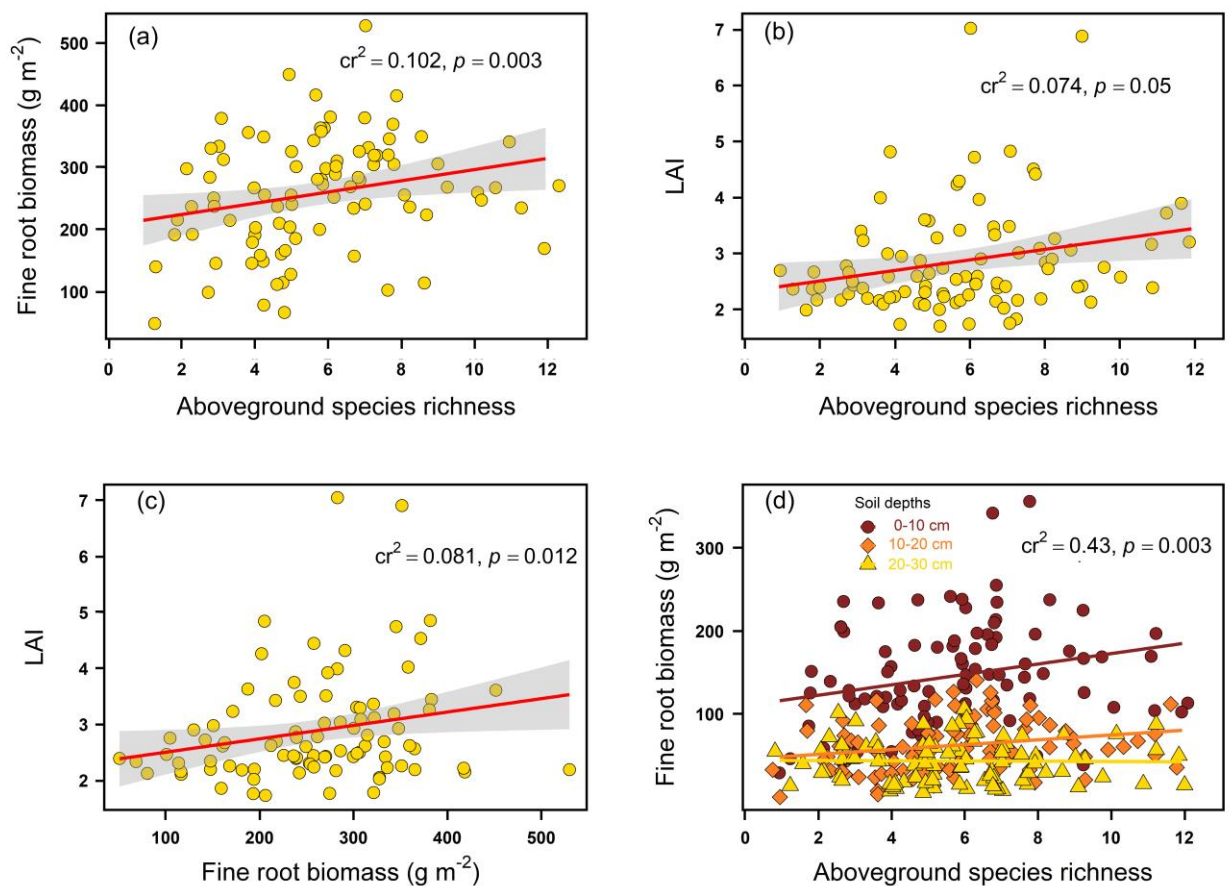 (a)
cr² = 0.102, p = 0.003
Fine root biomass (g m⁻²)
500
400
300
200
100
0 2 4 6 8 10 12
Aboveground species richness
(b)
cr² = 0.074, p = 0.05
LAI
7
6
5
4
3
2
0 2 4 6 8 10 12
Aboveground species richness
(c)
cr² = 0.081, p = 0.012
LAI
7
6
5
4
3
2
100 200 300 400 500
Fine root biomass (g m⁻²)
(d)
Soil depths
0-10 cm
10-20 cm
20-30 cm
cr² = 0.43, p = 0.003
Fine root biomass (g m⁻²)
300
200
100
0 2 4 6 8 10 12
Aboveground species richness